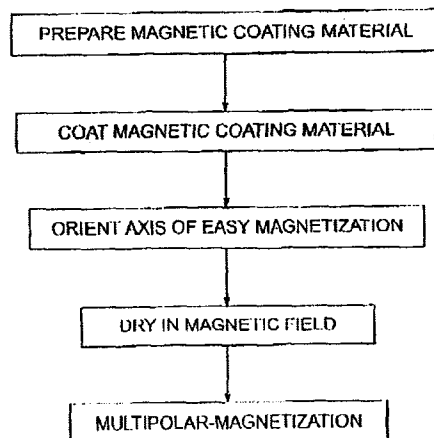 PREPARE MAGNETIC COATING MATERIAL
COAT MAGNETIC COATING MATERIAL
ORIENT AXIS OF EASY MAGNETIZATION
DRY IN MAGNETIC FIELD
MULTIPOLAR-MAGNETIZATION